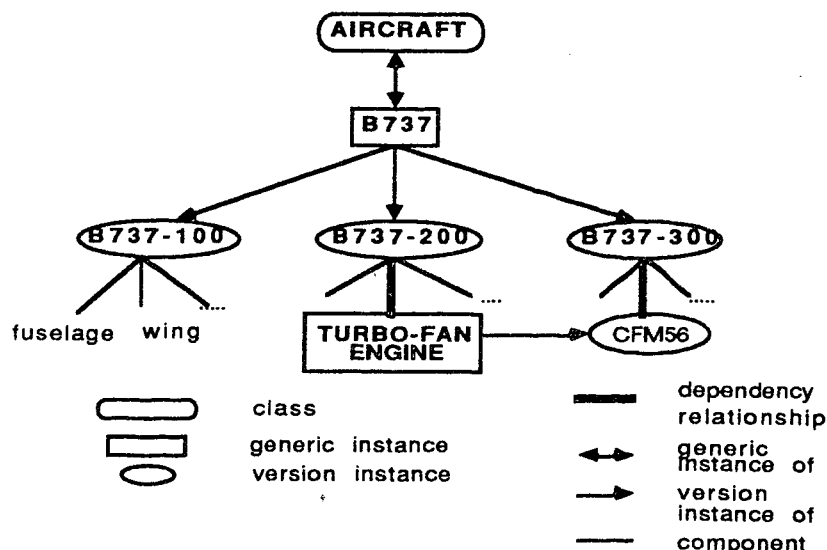 AIRCRAFT
B737
B737-100
B737-200
B737-300
fuselage wing .....
....
.....
TURBO-FAN
ENGINE
CFM56
class
generic instance
version instance
dependency
relationship
generic
instance of
version
instance of
component